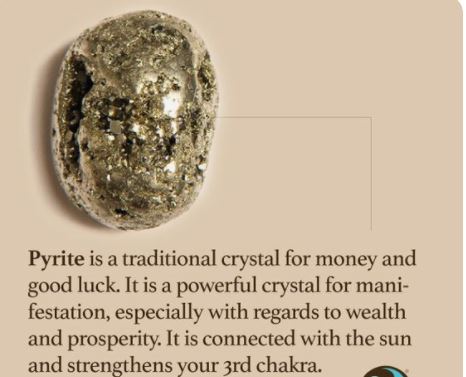 Pyrite is a traditional crystal for money and
good luck. It is a powerful crystal for mani-
festation, especially with regards to wealth
and prosperity. It is connected with the sun
and strengthens your 3rd chakra.